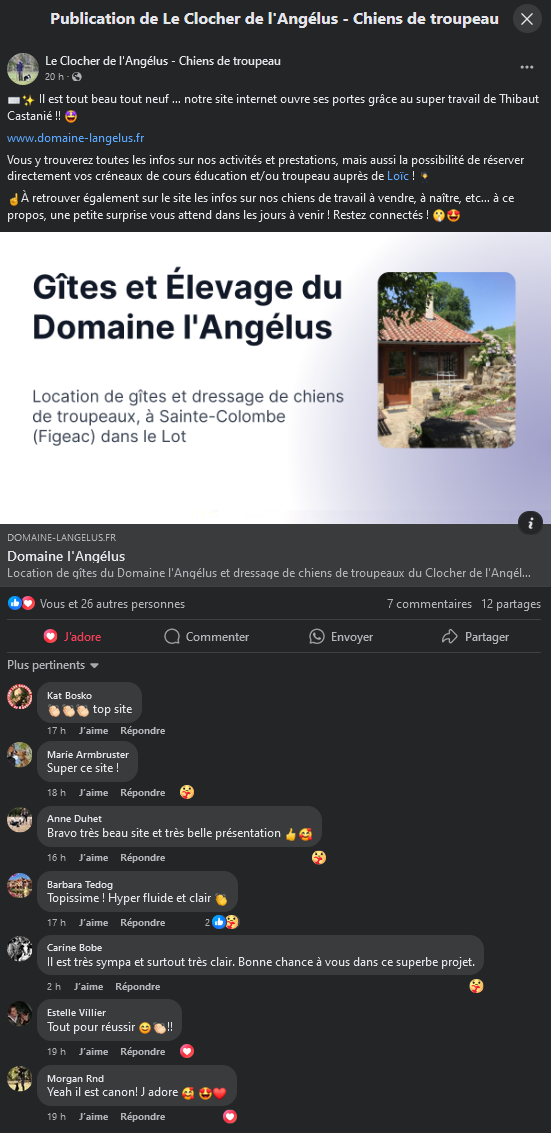 Publication de Le Clocher de l'Angélus - Chiens de troupeau
Le Clocher de l'Angélus - Chiens de troupeau
20 h ·
✨ Il est tout beau tout neuf ... notre site internet ouvre ses portes grâce au super travail de Thibaut
Castanié !! 🤩
www.domaine-langelus.fr
Vous y trouverez toutes les infos sur nos activités et prestations, mais aussi la possibilité de réserver
directement vos créneaux de cours éducation et/ou troupeau auprès de Loïc !
☝️À retrouver également sur le site les infos sur nos chiens de travail à vendre, à naître, etc... à ce
propos, une petite surprise vous attend dans les jours à venir ! Restez connectés ! 🤫🤩
Gîtes et Élevage du
Domaine l'Angélus
Location de gîtes et dressage de chiens
de troupeaux, à Sainte-Colombe
(Figeac) dans le Lot
DOMAINE-LANGELUS.FR
Domaine l'Angélus
Location de gîtes du Domaine l'Angélus et dressage de chiens de troupeaux du Clocher de l'Angél...
Vous et 26 autres personnes 7 commentaires 12 partages
J'adore Commenter Envoyer Partager
Plus pertinents
Kat Bosko
👏🏻👏🏻👏🏻 top site
17 h J'aime Répondre
Marie Armbruster
Super ce site !
18 h J'aime Répondre
Anne Duhet
Bravo très beau site et très belle présentation 👍🥰
16 h J'aime Répondre
Barbara Tedog
Topissime ! Hyper fluide et clair 👏
17 h J'aime Répondre 2
Carine Bobe
Il est très sympa et surtout très clair. Bonne chance à vous dans ce superbe projet.
2 h J'aime Répondre
Estelle Villier
Tout pour réussir 😊👏🏻!!
19 h J'aime Répondre
Morgan Rnd
Yeah il est canon! J adore 🥰 🤩❤️
19 h J'aime Répondre